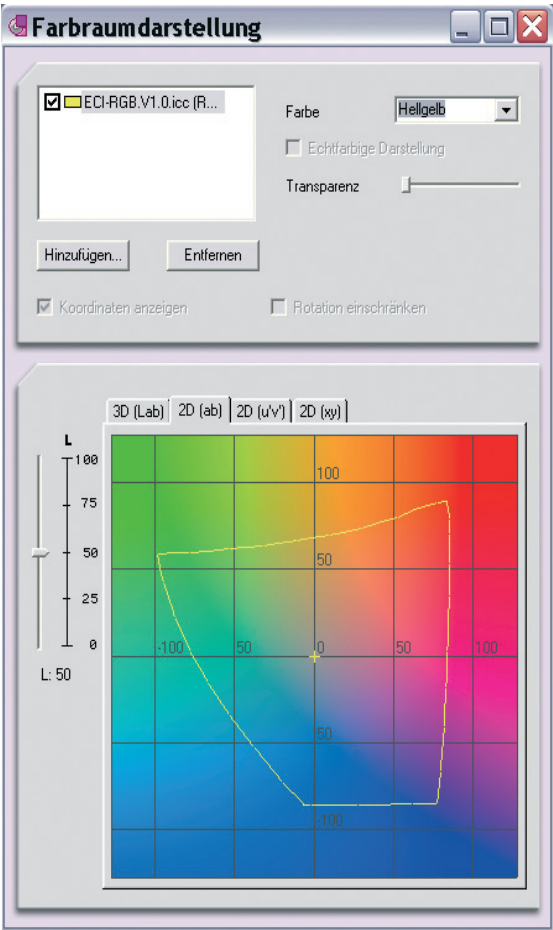 Farbraumdarstellung
ECI-RGB.V1.0.icc (R...
Farbe
Hellgelb
Echtfarbige Darstellung
Transparenz
Hinzufügen...
Entfernen
Koordinaten anzeigen
Rotation einschränken
3D (Lab)
2D (ab)
2D (u'v')
2D (xy)
L
100
75
50
25
0
L: 50
100
50
-100
50
0
50
100
50
-100